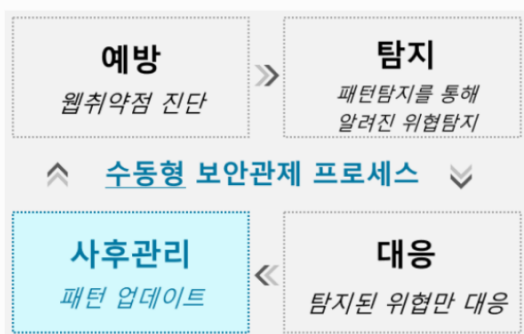 예방
웹취약점 진단
탐지
패턴탐지를 통해
알려진 위협탐지
수동형 보안관제 프로세스
사후관리
패턴 업데이트
대응
탐지된 위협만 대응